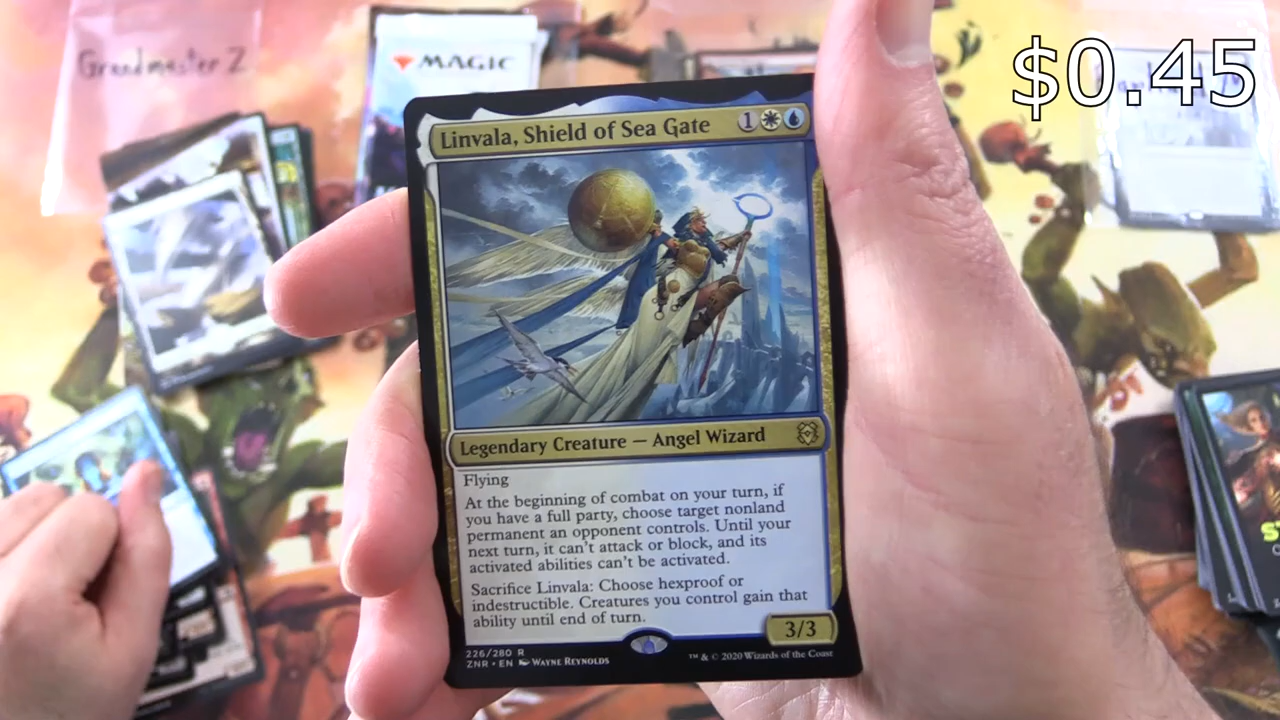 Grandmaster Z
MAGIC
$0.45
Linvala, Shield of Sea Gate 1
Legendary Creature — Angel Wizard
Flying
At the beginning of combat on your turn, if
you have a full party, choose target nonland
permanent an opponent controls. Until your
next turn, it can't attack or block, and its
activated abilities can't be activated.
Sacrifice Linvala: Choose hexproof or
indestructible. Creatures you control gain that
ability until end of turn.
3/3
226/280 R
ZNR • EN Wayne Reynolds
™ & © 2020 Wizards of the Coast